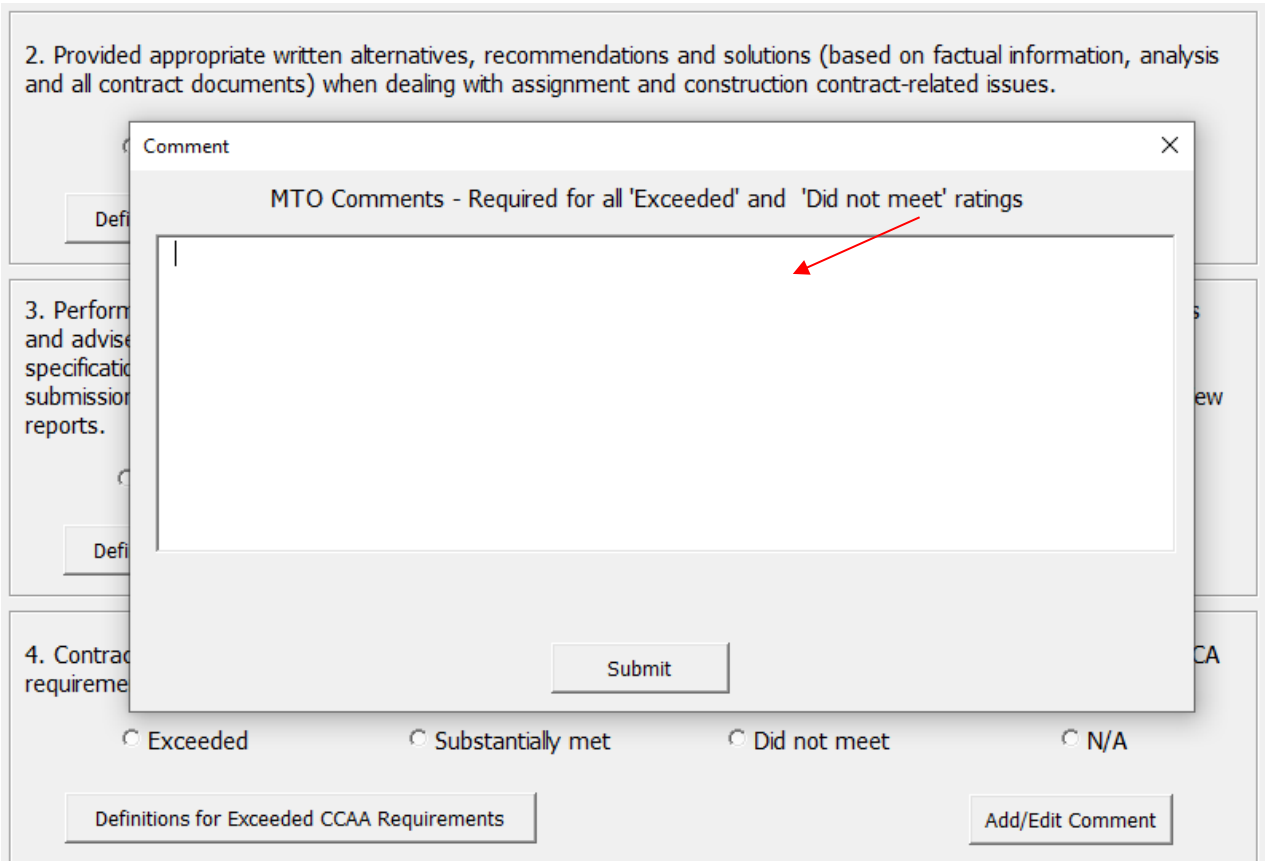 2. Provided appropriate written alternatives, recommendations and solutions (based on factual information, analysis
and all contract documents) when dealing with assignment and construction contract-related issues.
Comment
MTO Comments - Required for all 'Exceeded' and  'Did not meet' ratings
Defi
3. Perform
s
and advise
specificatio
submission
ew
reports.
Defi
Submit
4. Contrac
CA
requireme
Exceeded
Substantially met
Did not meet
N/A
Definitions for Exceeded CCAA Requirements
Add/Edit Comment